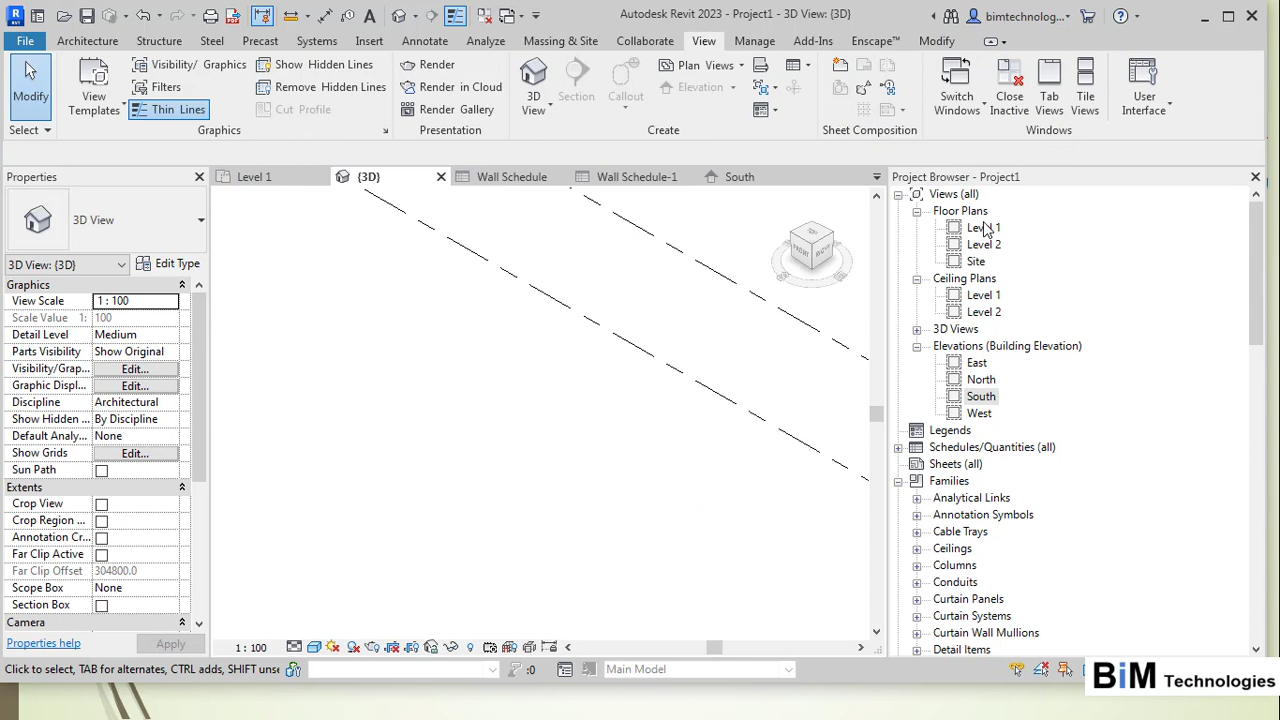 R
RVT
A
Autodesk Revit 2023 - Project1 - 3D View: {3D}
bimtechnolog...
?
File
Architecture
Structure
Steel
Precast
Systems
Insert
Annotate
Analyze
Massing & Site
Collaborate
View
Manage
Add-Ins
Enscape™
Modify
Modify
Select
View
Templates
Visibility/ Graphics
Filters
Thin Lines
Show Hidden Lines
Remove Hidden Lines
Cut Profile
Graphics
Render
Render in Cloud
Render Gallery
Presentation
3D
View
Section
Callout
Plan Views
Elevation
Create
Sheet Composition
Switch
Windows
Close
Inactive
Tab
Views
Tile
Views
Windows
User
Interface
Properties
Level 1
{3D}
Wall Schedule
Wall Schedule-1
South
Project Browser - Project1
3D View
3D View: {3D}
Edit Type
Graphics
View Scale 1 : 100
Scale Value 1: 100
Detail Level Medium
Parts Visibility Show Original
Visibility/Grap... Edit...
Graphic Displ... Edit...
Discipline Architectural
Show Hidden ... By Discipline
Default Analy... None
Show Grids Edit...
Sun Path
Extents
Crop View
Crop Region ...
Annotation Cr...
Far Clip Active
Far Clip Offset 304800.0
Scope Box None
Section Box
Camera
Properties help
Apply
FRONT
1 : 100
Views (all)
Floor Plans
Level 1
Level 2
Site
Ceiling Plans
Level 1
Level 2
3D Views
Elevations (Building Elevation)
East
North
South
West
Legends
Schedules/Quantities (all)
Sheets (all)
Families
Analytical Links
Annotation Symbols
Cable Trays
Ceilings
Columns
Conduits
Curtain Panels
Curtain Systems
Curtain Wall Mullions
Detail Items
Click to select, TAB for alternates, CTRL adds, SHIFT unse
:0
Main Model
BiM Technologies